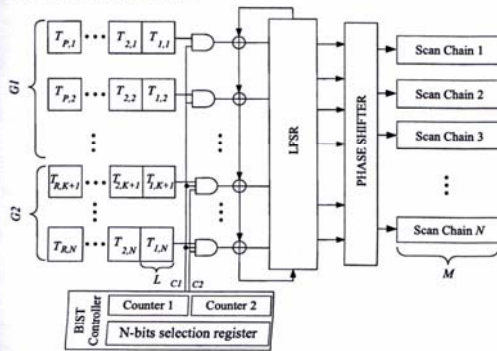 G1
T_{P,1} ... T_{2,1} T_{1,1}
T_{P,2} ... T_{2,2} T_{1,2}
G2
T_{R,K+1} ... T_{2,K+1} T_{1,K+1}
T_{R,N} ... T_{2,N} T_{1,N}
L
C1 C2
LFSR
PHASE SHIFTER
Scan Chain 1
Scan Chain 2
Scan Chain 3
Scan Chain N
M
BIST
Controller
Counter 1
Counter 2
N-bits selection register